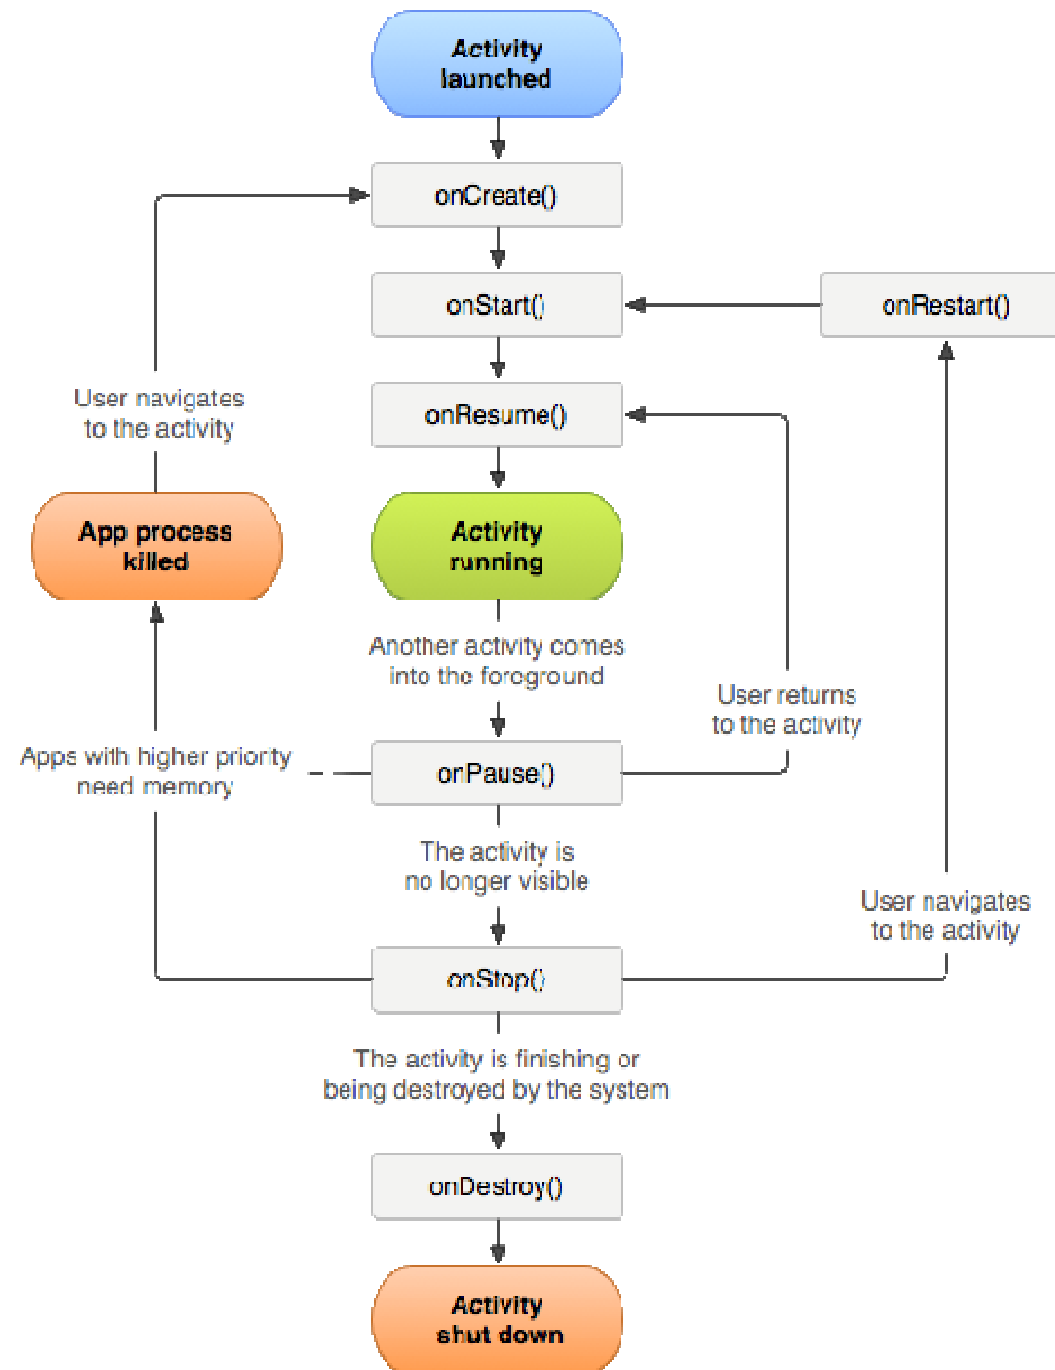 Activity
launched
onCreate()
onStart()
onRestart()
User navigates
to the activity
onResume()
App process
killed
Activity
running
Another activity comes
into the foreground
User returns
to the activity
Apps with higher priority
need memory
onPause()
The activity is
no longer visible
User navigates
to the activity
onStop()
The activity is finishing or
being destroyed by the system
onDestroy()
Activity
shut down